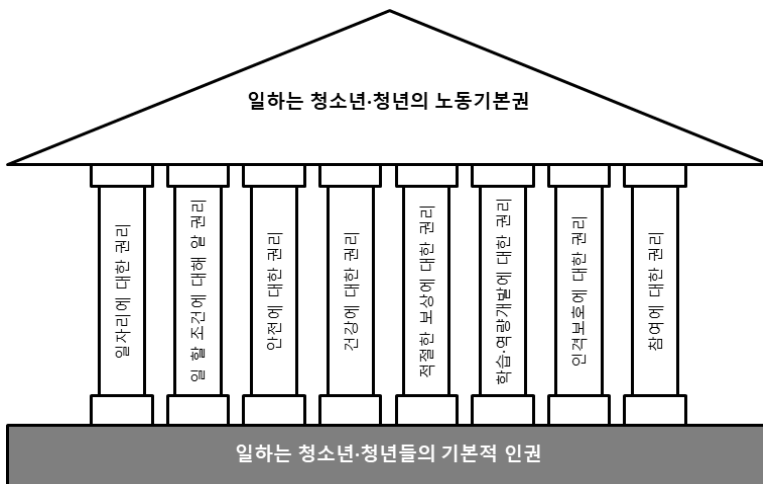 일하는 청소년·청년의 노동기본권
일자리에 대한 권리
일 할 조건에 대해 알 권리
안전에 대한 권리
건강에 대한 권리
적절한 보상에 대한 권리
학습·역량개발에 대한 권리
인격보호에 대한 권리
참여에 대한 권리
일하는 청소년·청년들의 기본적 인권